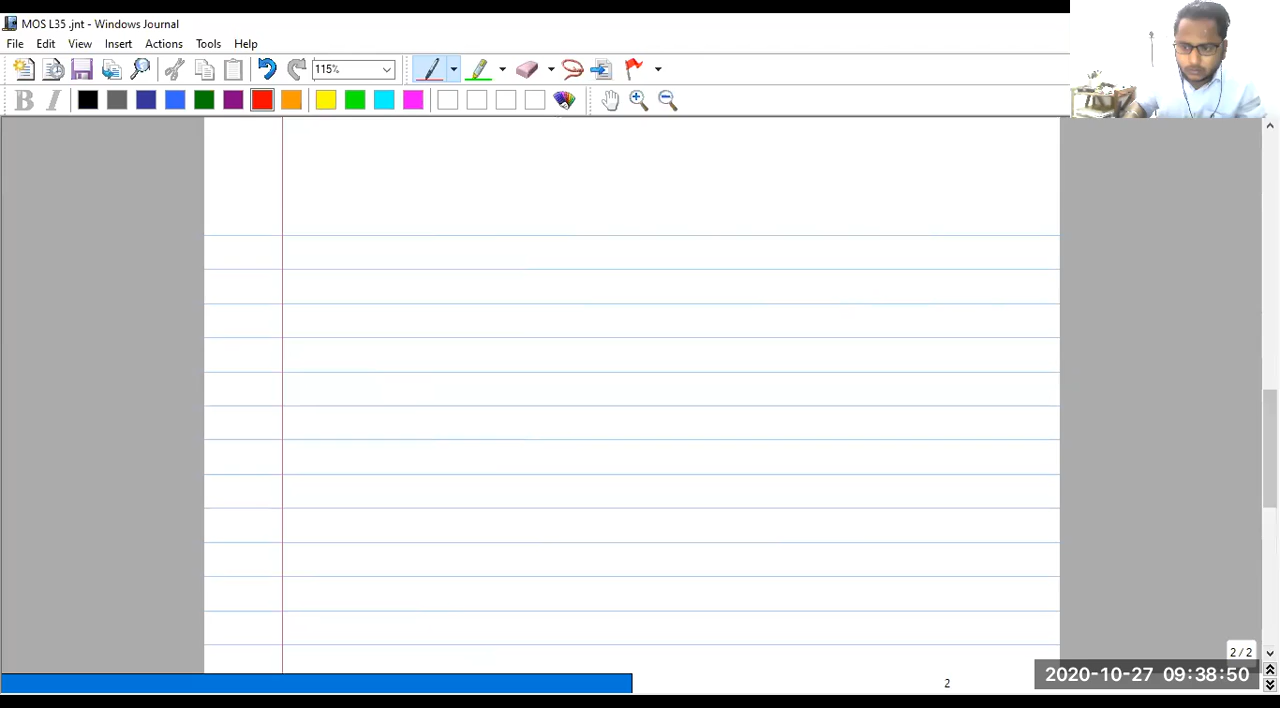 MOS L35 .jnt - Windows Journal
File Edit View Insert Actions Tools Help
115%
B I
2 / 2
2
2020-10-27 09:38:50